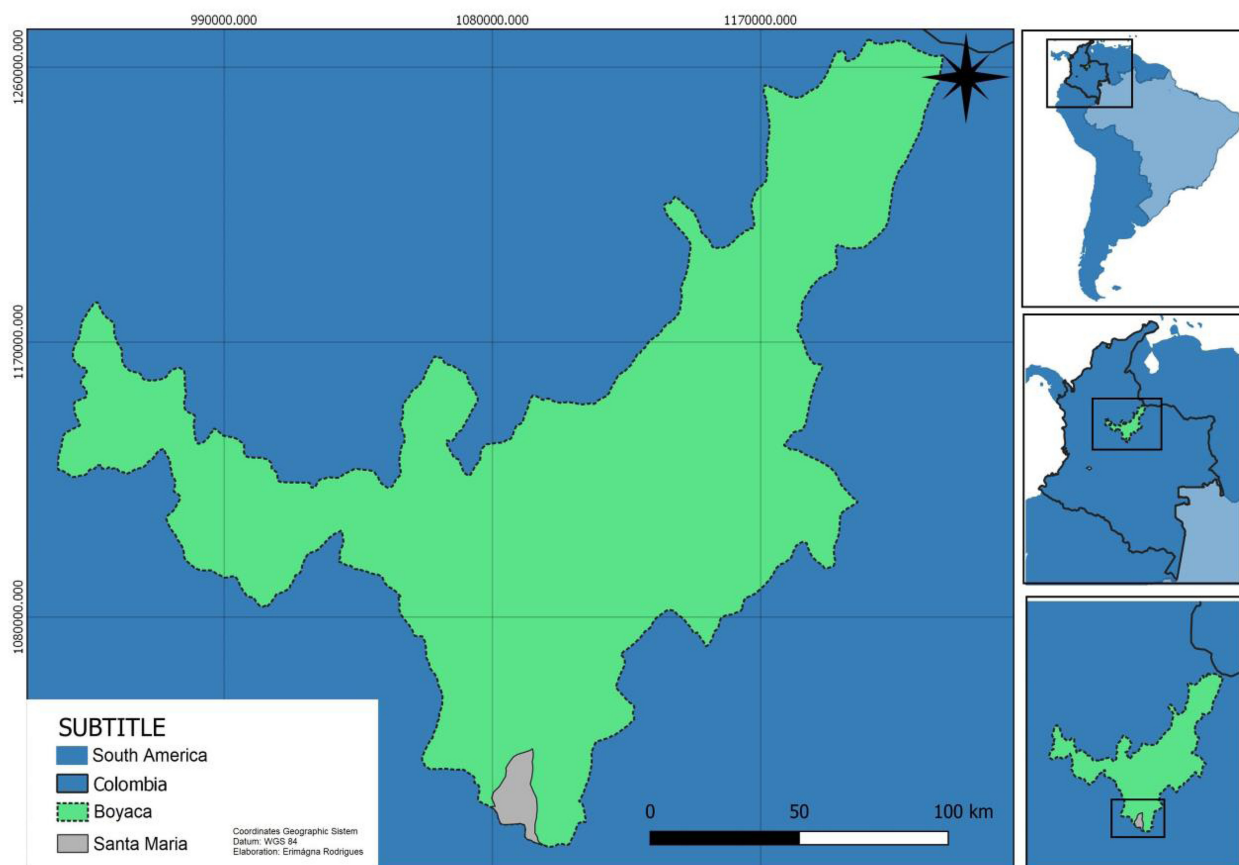 990000.000 1080000.000 1170000.000
1260000.000
1170000.000
1080000.000
SUBTITLE
South America
Colombia
Boyaca
Santa Maria
Coordinates Geographic Sistem
Datum: WGS 84
Elaboration: Erimágna Rodrigues
0 50 100 km